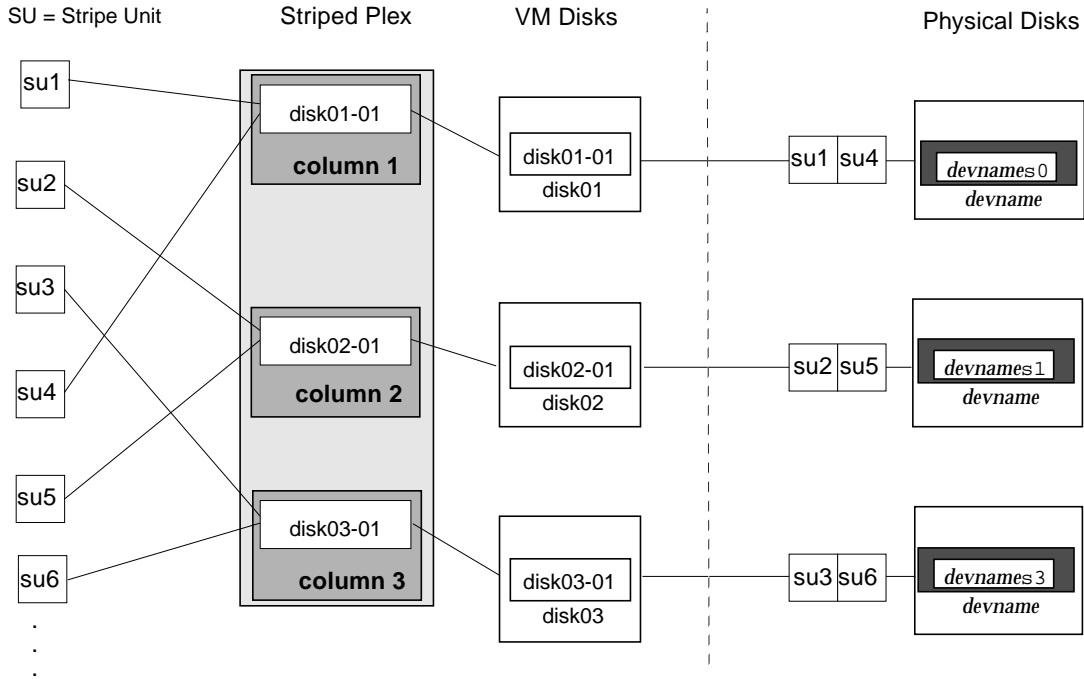 SU = Stripe Unit
Striped Plex
VM Disks
Physical Disks
su1
disk01-01
column 1
disk01-01
disk01
su1 su4
devnames0
devname
su2
su3
disk02-01
column 2
disk02-01
disk02
su2 su5
devnames1
devname
su4
su5
disk03-01
column 3
disk03-01
disk03
su3 su6
devnames3
devname
su6
.
.
.